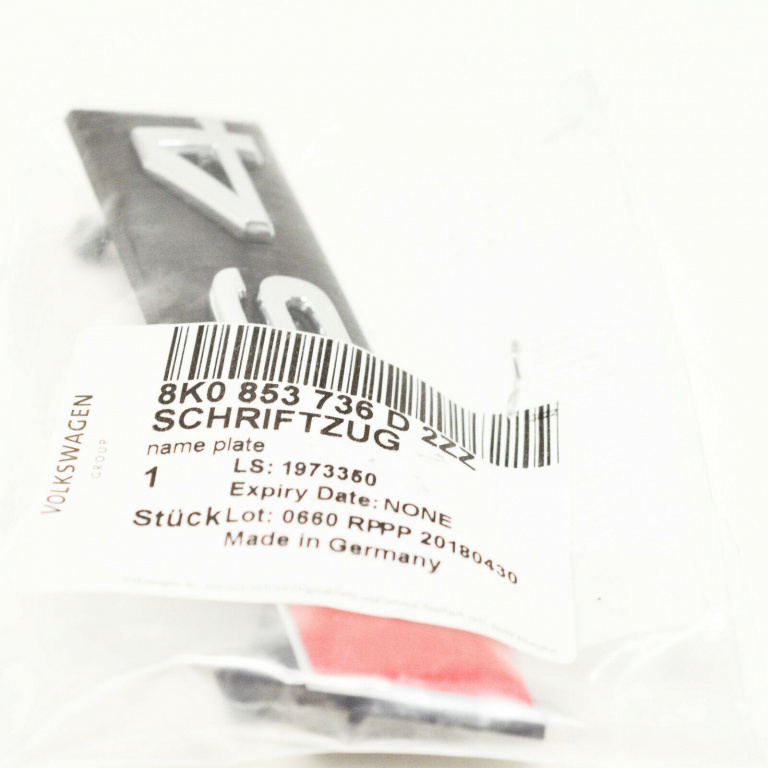 S4
VOLKSWAGEN
GROUP
8K0 853 736 D 2ZZ
SCHRIFTZUG
name plate
1 LS: 1973350
Expiry Date: NONE
Stück Lot: 0660 RPPP 20180430
Made in Germany